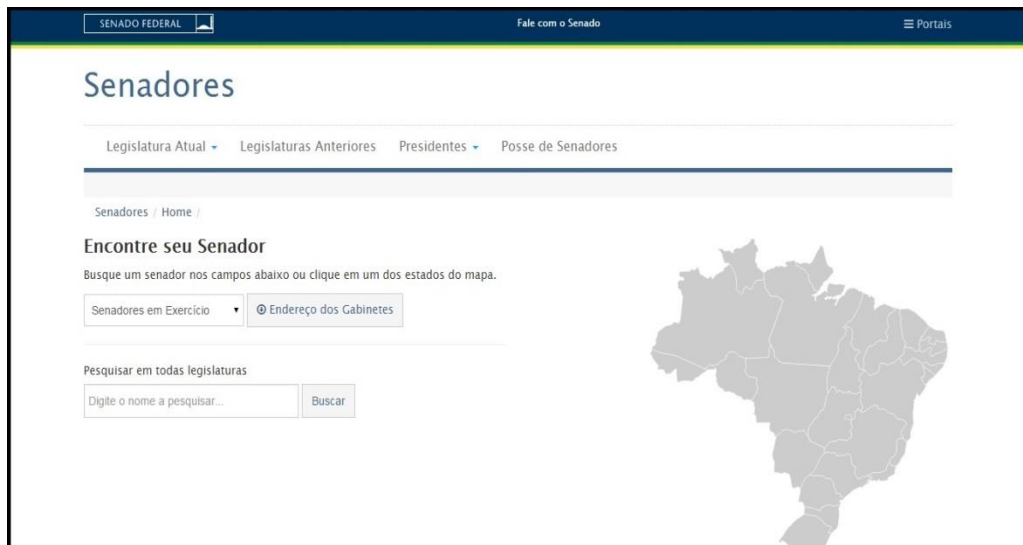 SENADO FEDERAL Fale com o Senado Portais
Senadores
Legislatura Atual Legislaturas Anteriores Presidentes Posse de Senadores
Senadores / Home /
Encontre seu Senador
Busque um senador nos campos abaixo ou clique em um dos estados do mapa.
Senadores em Exercício Endereço dos Gabinetes
Pesquisar em todas legislaturas
Digite o nome a pesquisar... Buscar